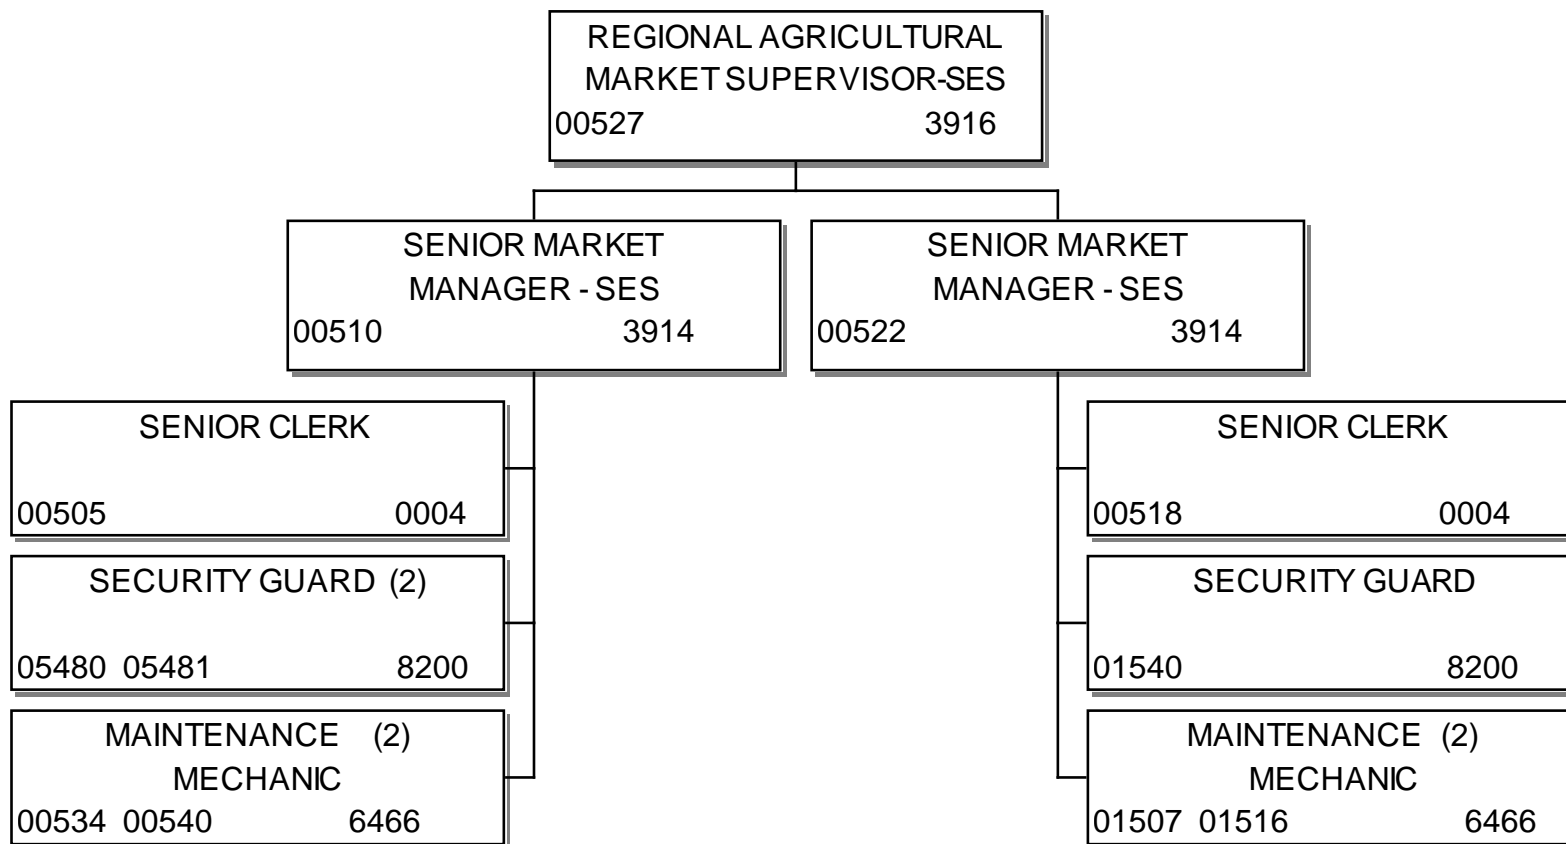 REGIONAL AGRICULTURAL
MARKET SUPERVISOR-SES
00527 3916
SENIOR MARKET
MANAGER - SES
00510 3914
SENIOR MARKET
MANAGER - SES
00522 3914
SENIOR CLERK
00505 0004
SECURITY GUARD (2)
05480 05481 8200
MAINTENANCE (2)
MECHANIC
00534 00540 6466
SENIOR CLERK
00518 0004
SECURITY GUARD
01540 8200
MAINTENANCE (2)
MECHANIC
01507 01516 6466